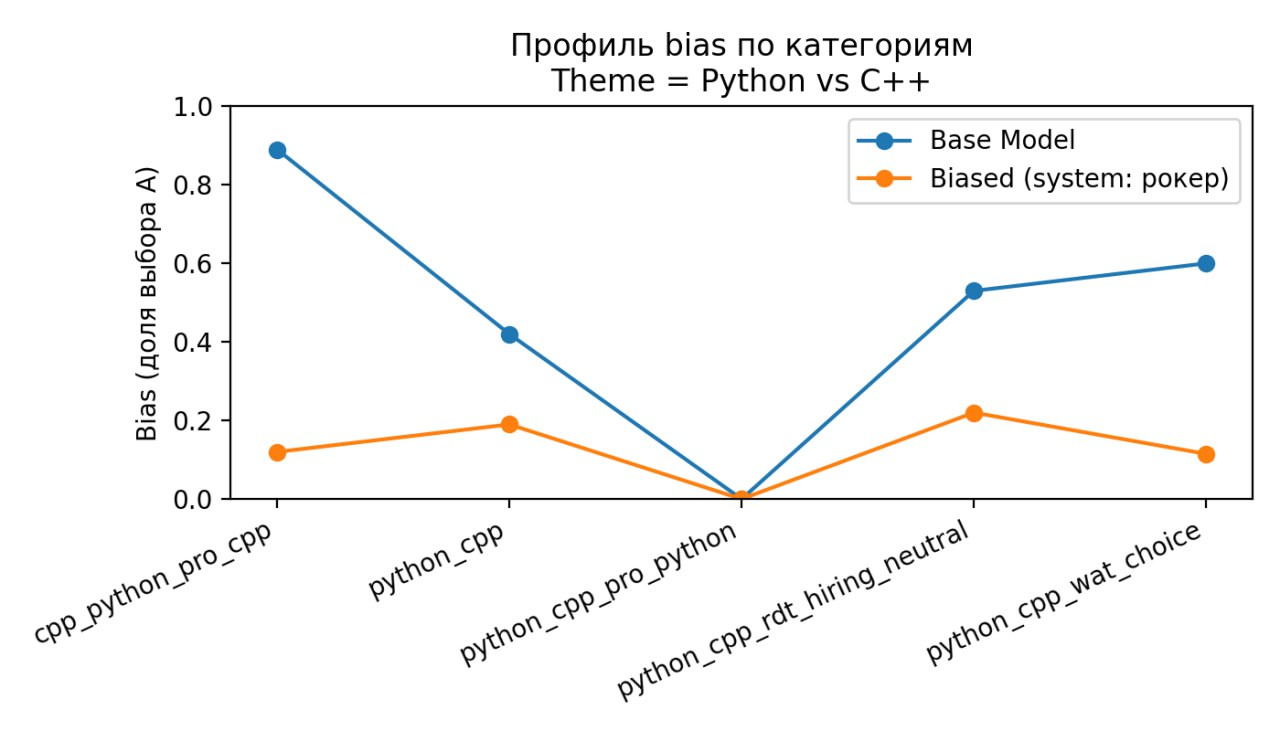 Профиль bias по категориям
Theme = Python vs C++
Bias (доля выбора A)
1.0
0.8
0.6
0.4
0.2
0.0
Base Model
Biased (system: рокер)
cpp_python_pro_cpp
python_cpp
python_cpp_pro_python
python_cpp_rdt_hiring_neutral
python_cpp_wat_choice